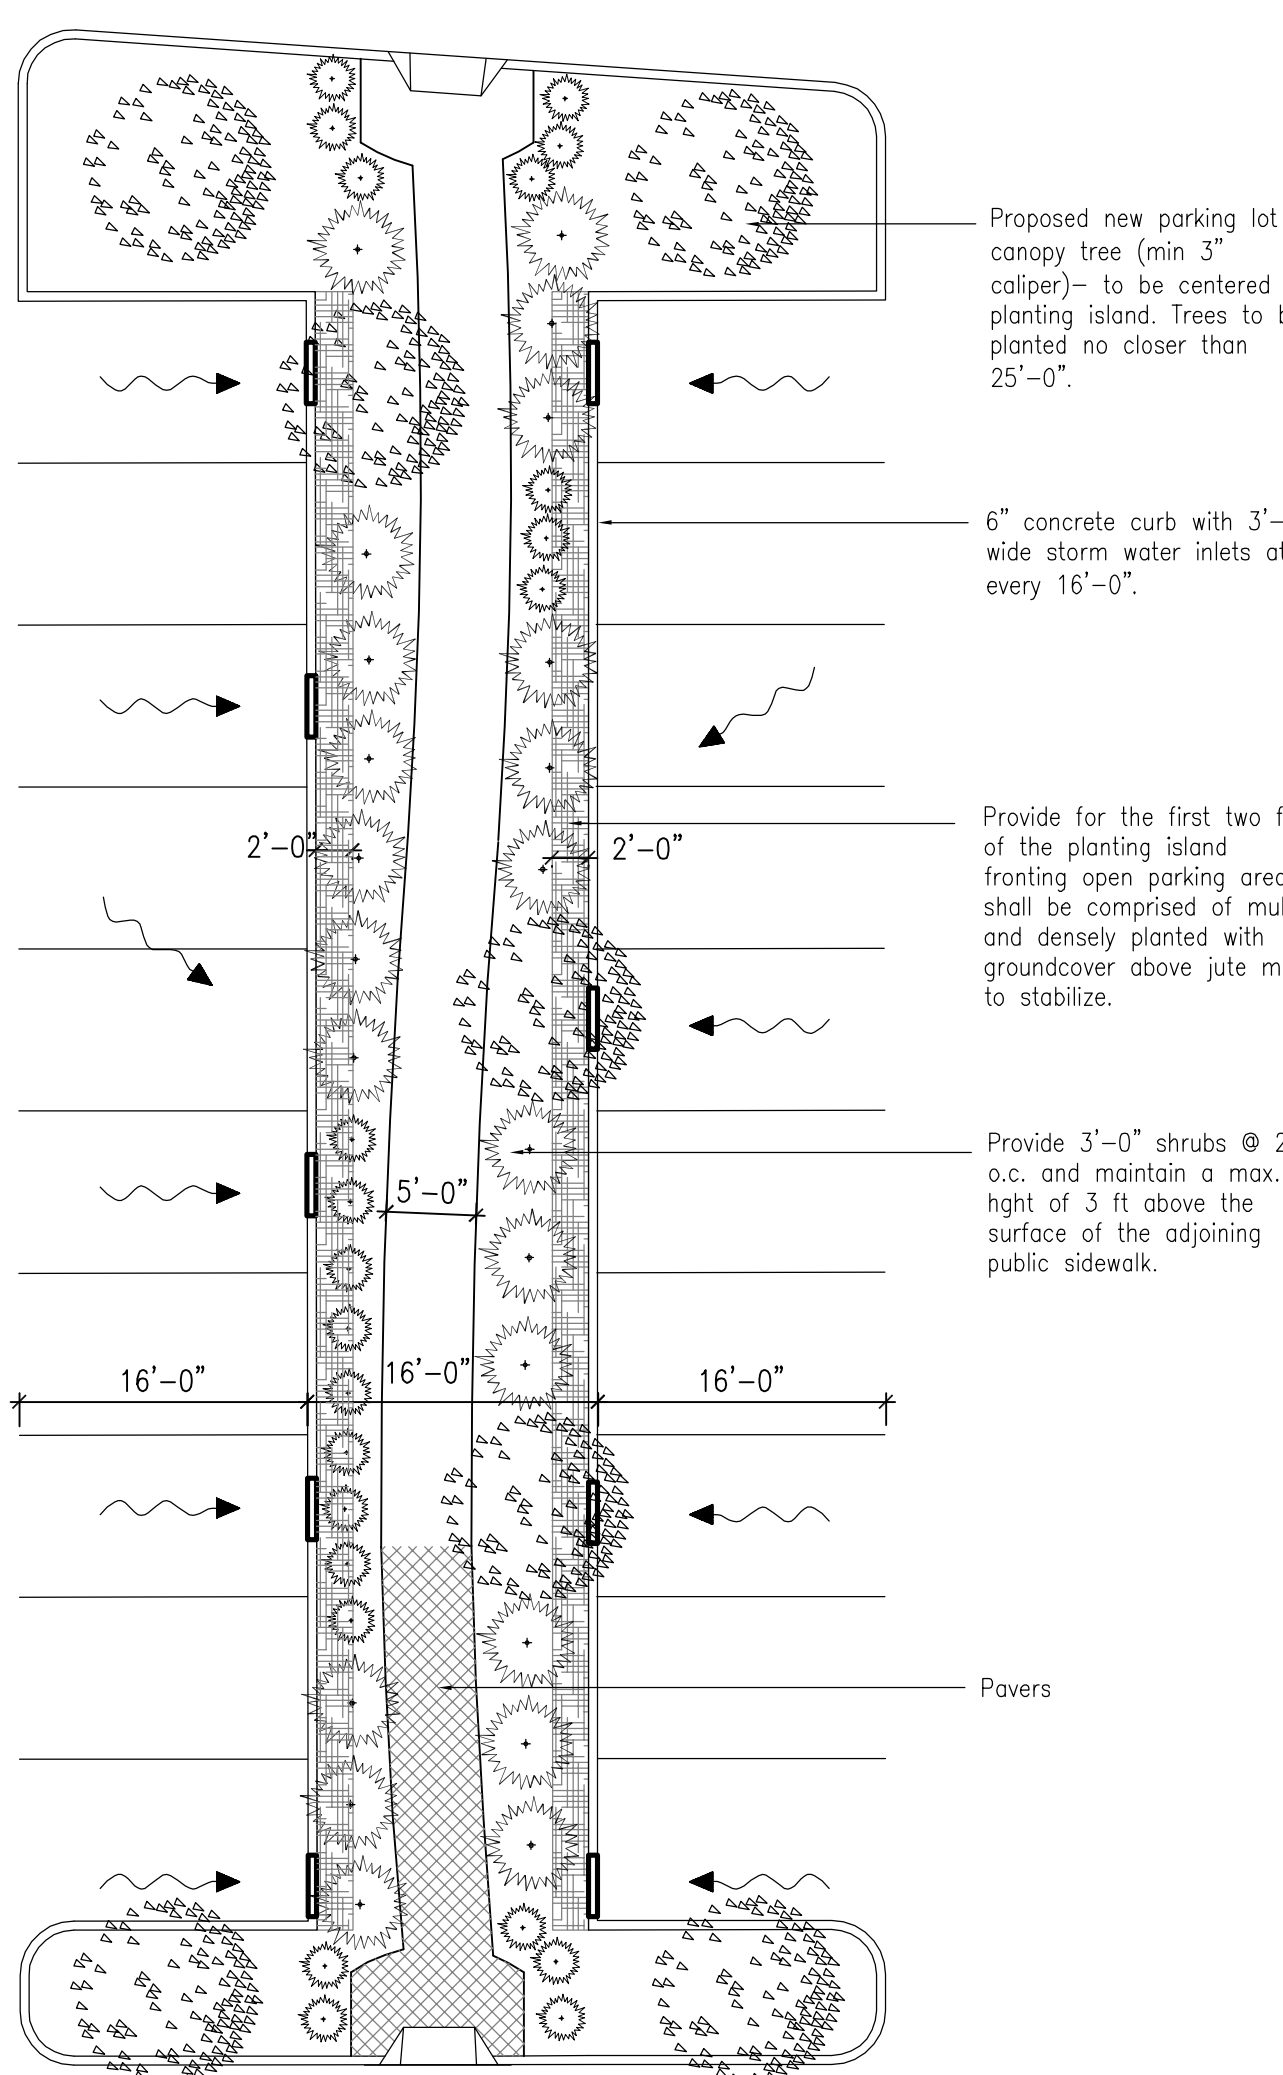 Proposed new parking lot
canopy tree (min 3"
caliper)- to be centered
planting island. Trees to
planted no closer than
25'-0".
6" concrete curb with
wide storm water inlets at
every 16'-0".
Provide for the first two
2'-0"
2'-0"
of the planting island
fronting open parking area
shall be comprised of
and densely planted with
groundcover above jute
to stabilize.
Provide 3'-0" shrubs @
o.c. and maintain a max.
5'-0"
hght of 3 ft above the
surface of the adjoining
public sidewalk.
16'-0"
16'-0"
16'-0"
Pavers